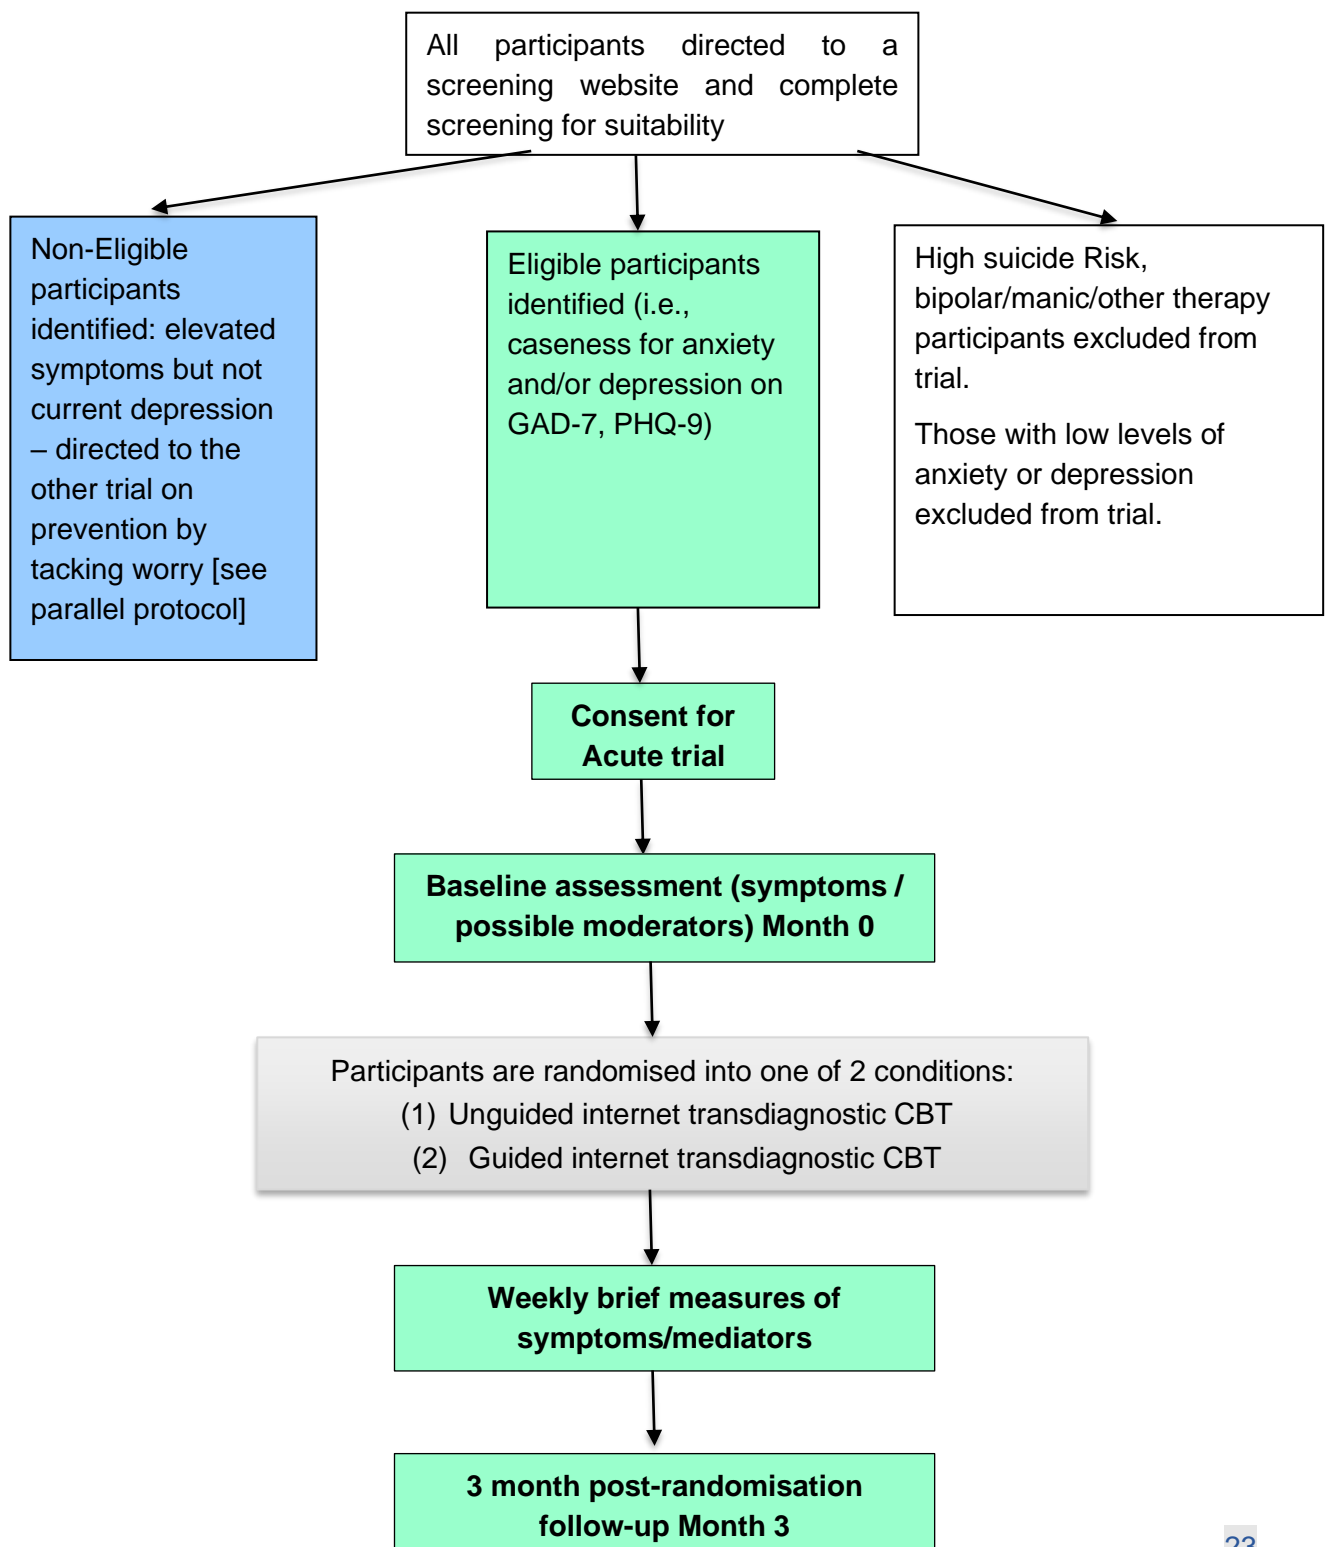 All participants directed to a
screening website and complete
screening for suitability
Non-Eligible
participants
identified: elevated
symptoms but not
current depression
– directed to the
other trial on
prevention by
tacking worry [see
parallel protocol]
Eligible participants
identified (i.e.,
caseness for anxiety
and/or depression on
GAD-7, PHQ-9)
High suicide Risk,
bipolar/manic/other therapy
participants excluded from
trial.
Those with low levels of
anxiety or depression
excluded from trial.
Consent for
Acute trial
Baseline assessment (symptoms /
possible moderators) Month 0
Participants are randomised into one of 2 conditions:
(1) Unguided internet transdiagnostic CBT
(2) Guided internet transdiagnostic CBT
Weekly brief measures of
symptoms/mediators
3 month post-randomisation
follow-up Month 3
23